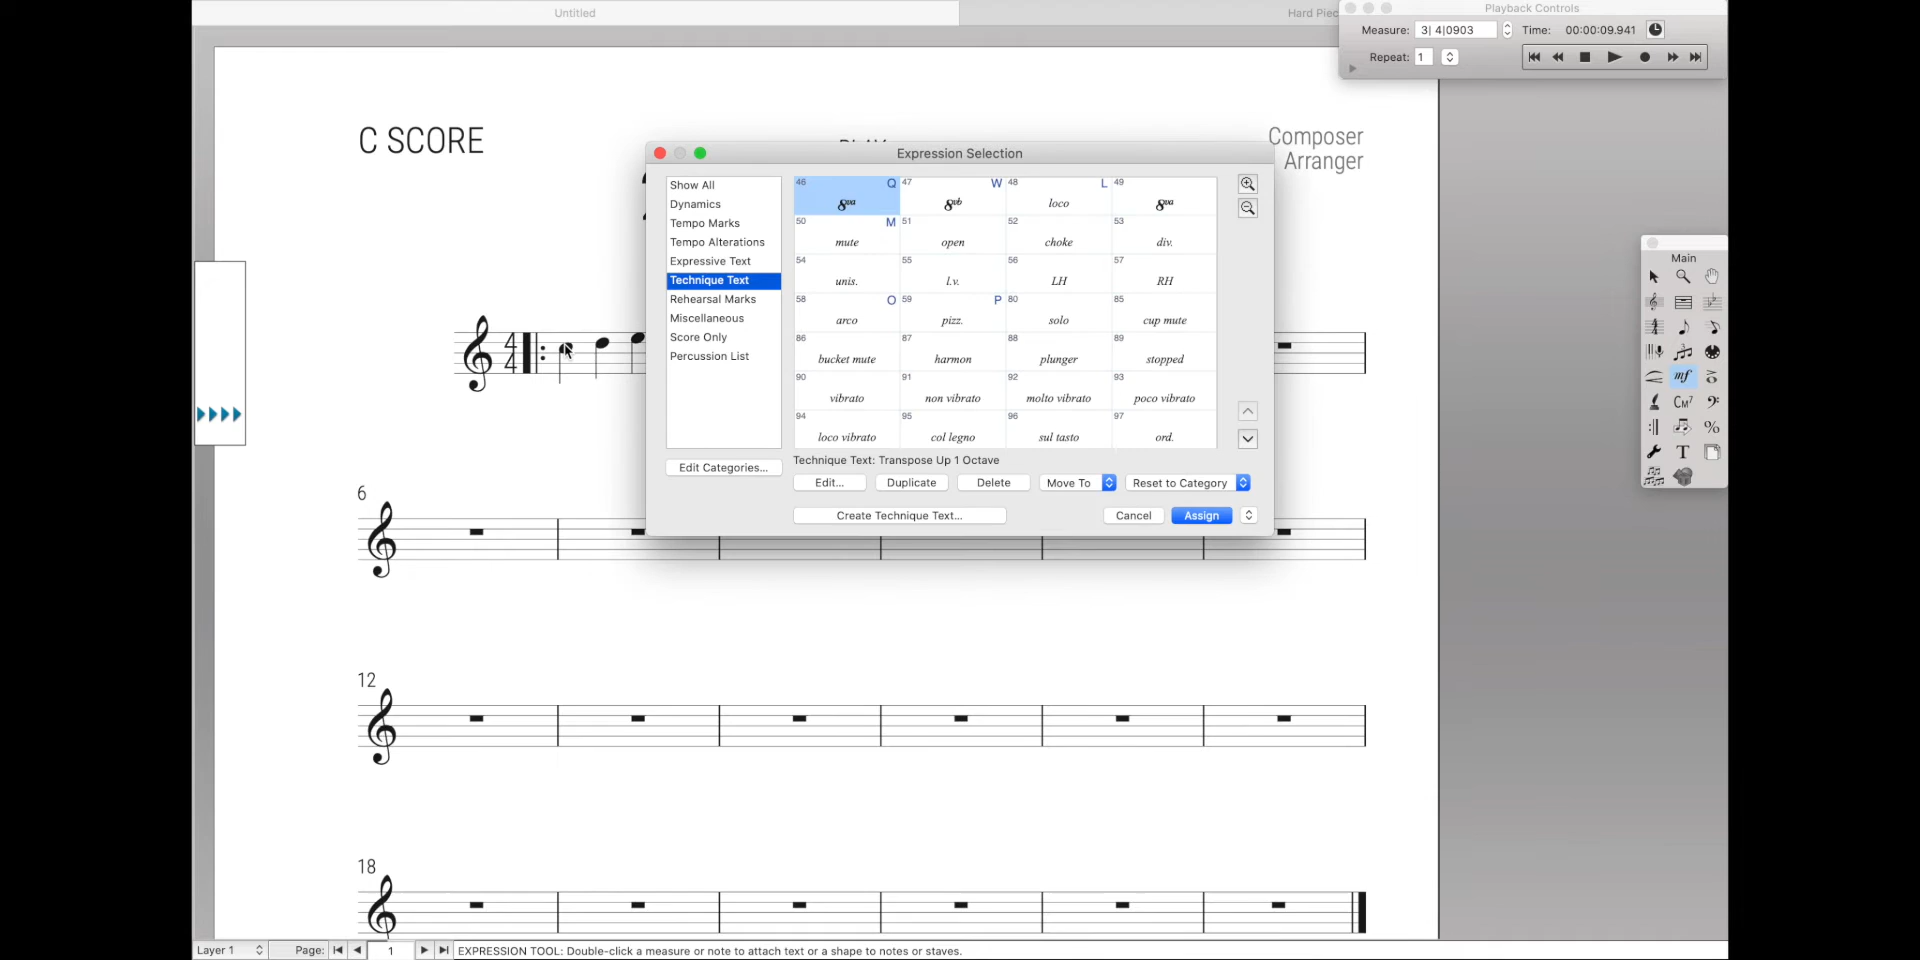 Untitled
Hard Piec
Playback Controls
Measure: 3| 4|0903 Time: 00:00:09.941
Repeat: 1
C SCORE
Composer
Arranger
Expression Selection
Show All
Dynamics
Tempo Marks
Tempo Alterations
Expressive Text
Technique Text
Rehearsal Marks
Miscellaneous
Score Only
Percussion List
Edit Categories...
46 Q 47 W 48 L 49
8va 8vb loco 8va
50 M 51 52 53
mute open choke div.
54 55 56 57
unis. l.v. LH RH
58 O 59 P 80 85
arco pizz. solo cup mute
86 87 88 89
bucket mute harmon plunger stopped
90 91 92 93
vibrato non vibrato molto vibrato poco vibrato
94 95 96 97
loco vibrato col legno sul tasto ord.
Technique Text: Transpose Up 1 Octave
Edit... Duplicate Delete Move To Reset to Category
Create Technique Text... Cancel Assign
Main
mf
CM7
T
4
4
6
12
18
Layer 1 Page: 1 EXPRESSION TOOL: Double-click a measure or note to attach text or a shape to notes or staves.